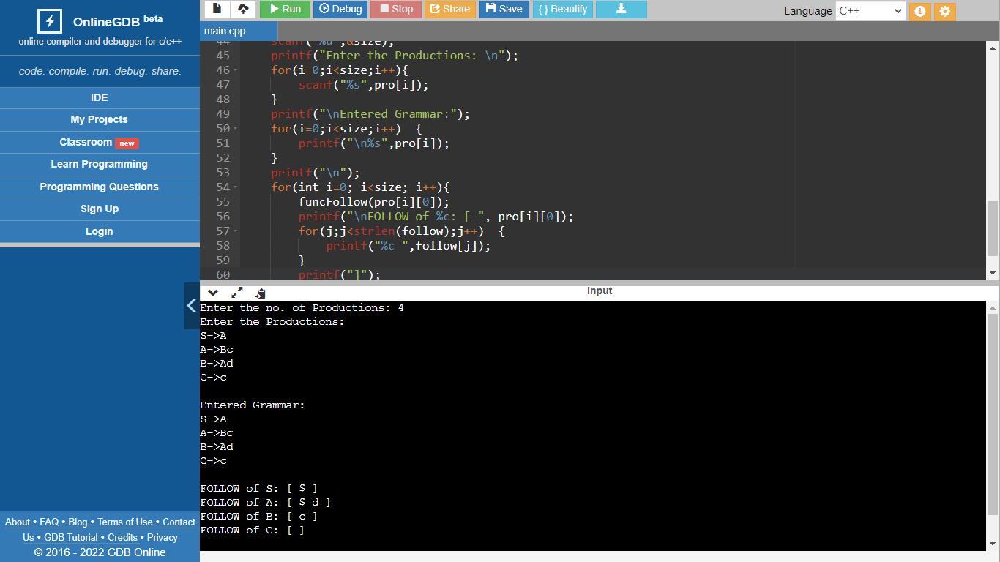 OnlineGDB beta
online compiler and debugger for c/c++
code. compile. run. debug. share.
IDE
My Projects
Classroom new
Learn Programming
Programming Questions
Sign Up
Login
About • FAQ • Blog • Terms of Use • Contact
Us • GDB Tutorial • Credits • Privacy
© 2016 - 2022 GDB Online
Run Debug Stop Share Save { } Beautify
Language C++
main.cpp
44 scanf("%d",&size);
45 printf("Enter the Productions: \n");
46 for(i=0;i<size;i++){
47 scanf("%s",pro[i]);
48 }
49 printf("\nEntered Grammar:");
50 for(i=0;i<size;i++) {
51 printf("\n%s",pro[i]);
52 }
53 printf("\n");
54 for(int i=0; i<size; i++){
55 funcFollow(pro[i][0]);
56 printf("\nFOLLOW of %c: [ ", pro[i][0]);
57 for(j;j<strlen(follow);j++) {
58 printf("%c ",follow[j]);
59 }
60 printf("]");
input
Enter the no. of Productions: 4
Enter the Productions:
S->A
A->Bc
B->Ad
C->c
Entered Grammar:
S->A
A->Bc
B->Ad
C->c
FOLLOW of S: [ $ ]
FOLLOW of A: [ $ d ]
FOLLOW of B: [ c ]
FOLLOW of C: [ ]